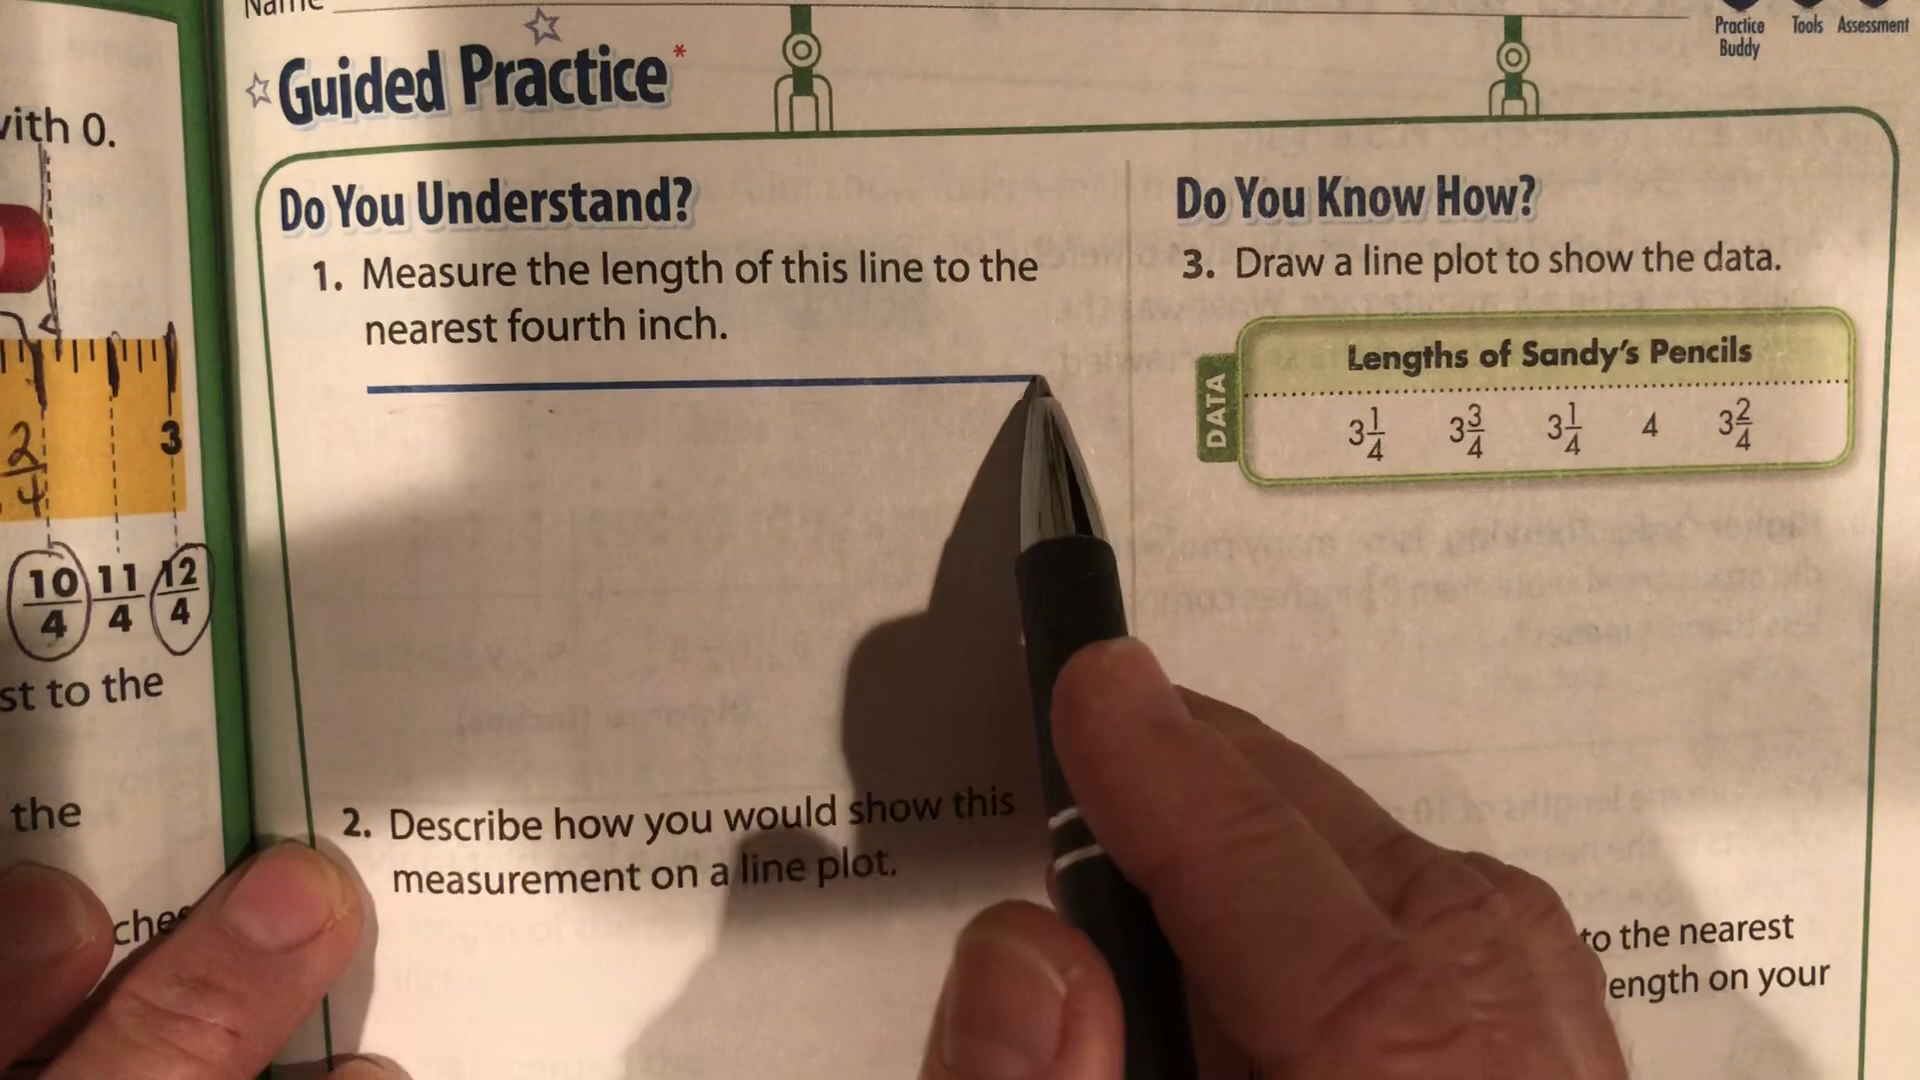 Name
Practice Buddy
Tools
Assessment
Guided Practice*
with 0.
2/4
3
10/4 11/4 12/4
st to the
the
ches
Do You Understand?
1. Measure the length of this line to the
nearest fourth inch.
2. Describe how you would show this
measurement on a line plot.
Do You Know How?
3. Draw a line plot to show the data.
DATA
Lengths of Sandy's Pencils
3 1/4 3 3/4 3 1/4 4 3 2/4
to the nearest
ength on your